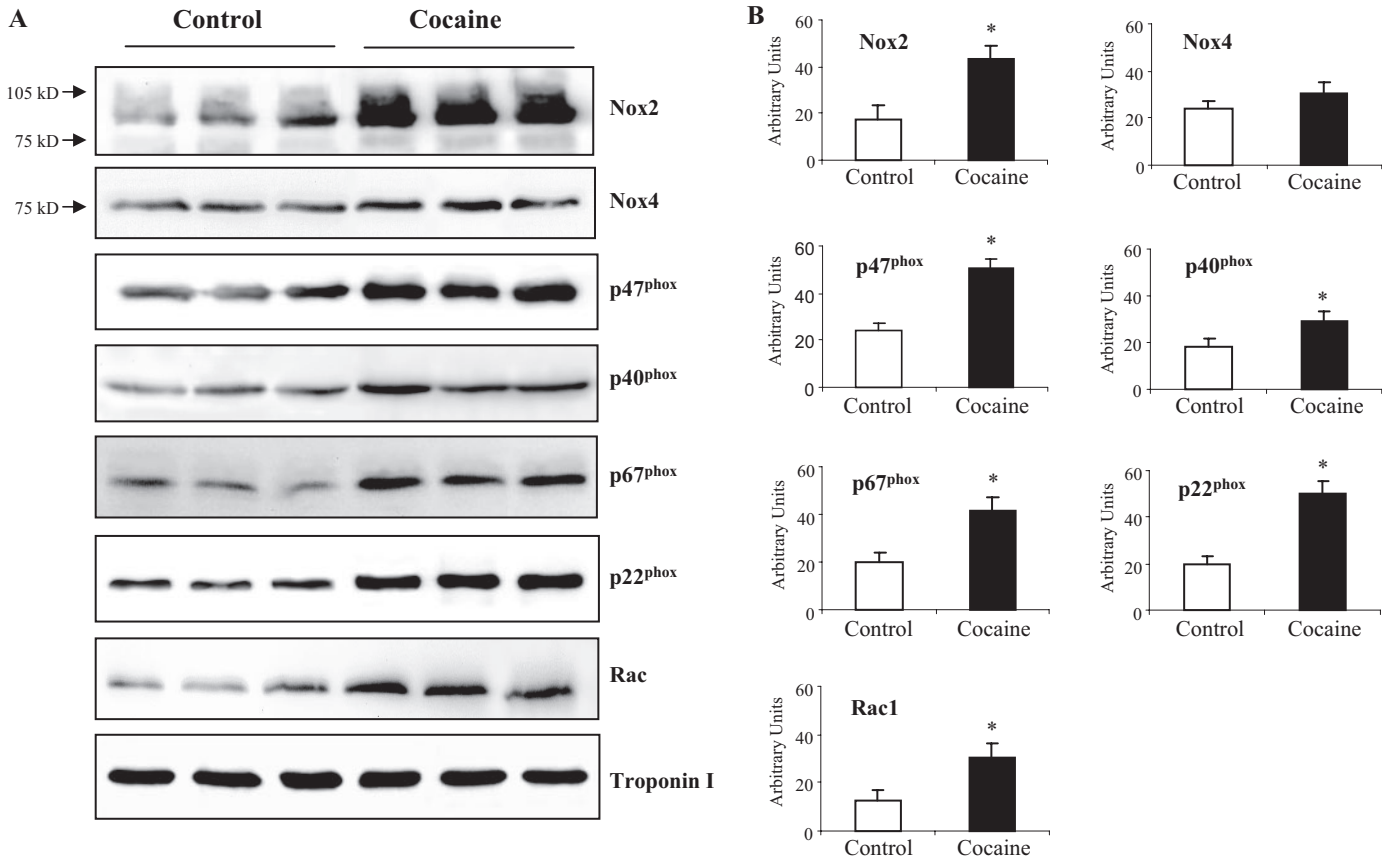 A
Control Cocaine
105 kD
75 kD
Nox2
75 kD
Nox4
p47phox
p40phox
p67phox
p22phox
Rac
Troponin I
B
Nox2
Arbitrary Units
60
40
20
0
*
Control Cocaine
Nox4
Arbitrary Units
60
40
20
0
Control Cocaine
p47phox
Arbitrary Units
60
40
20
0
*
Control Cocaine
p40phox
Arbitrary Units
60
40
20
0
*
Control Cocaine
p67phox
Arbitrary Units
60
40
20
0
*
Control Cocaine
p22phox
Arbitrary Units
60
40
20
0
*
Control Cocaine
Rac1
Arbitrary Units
60
40
20
0
*
Control Cocaine